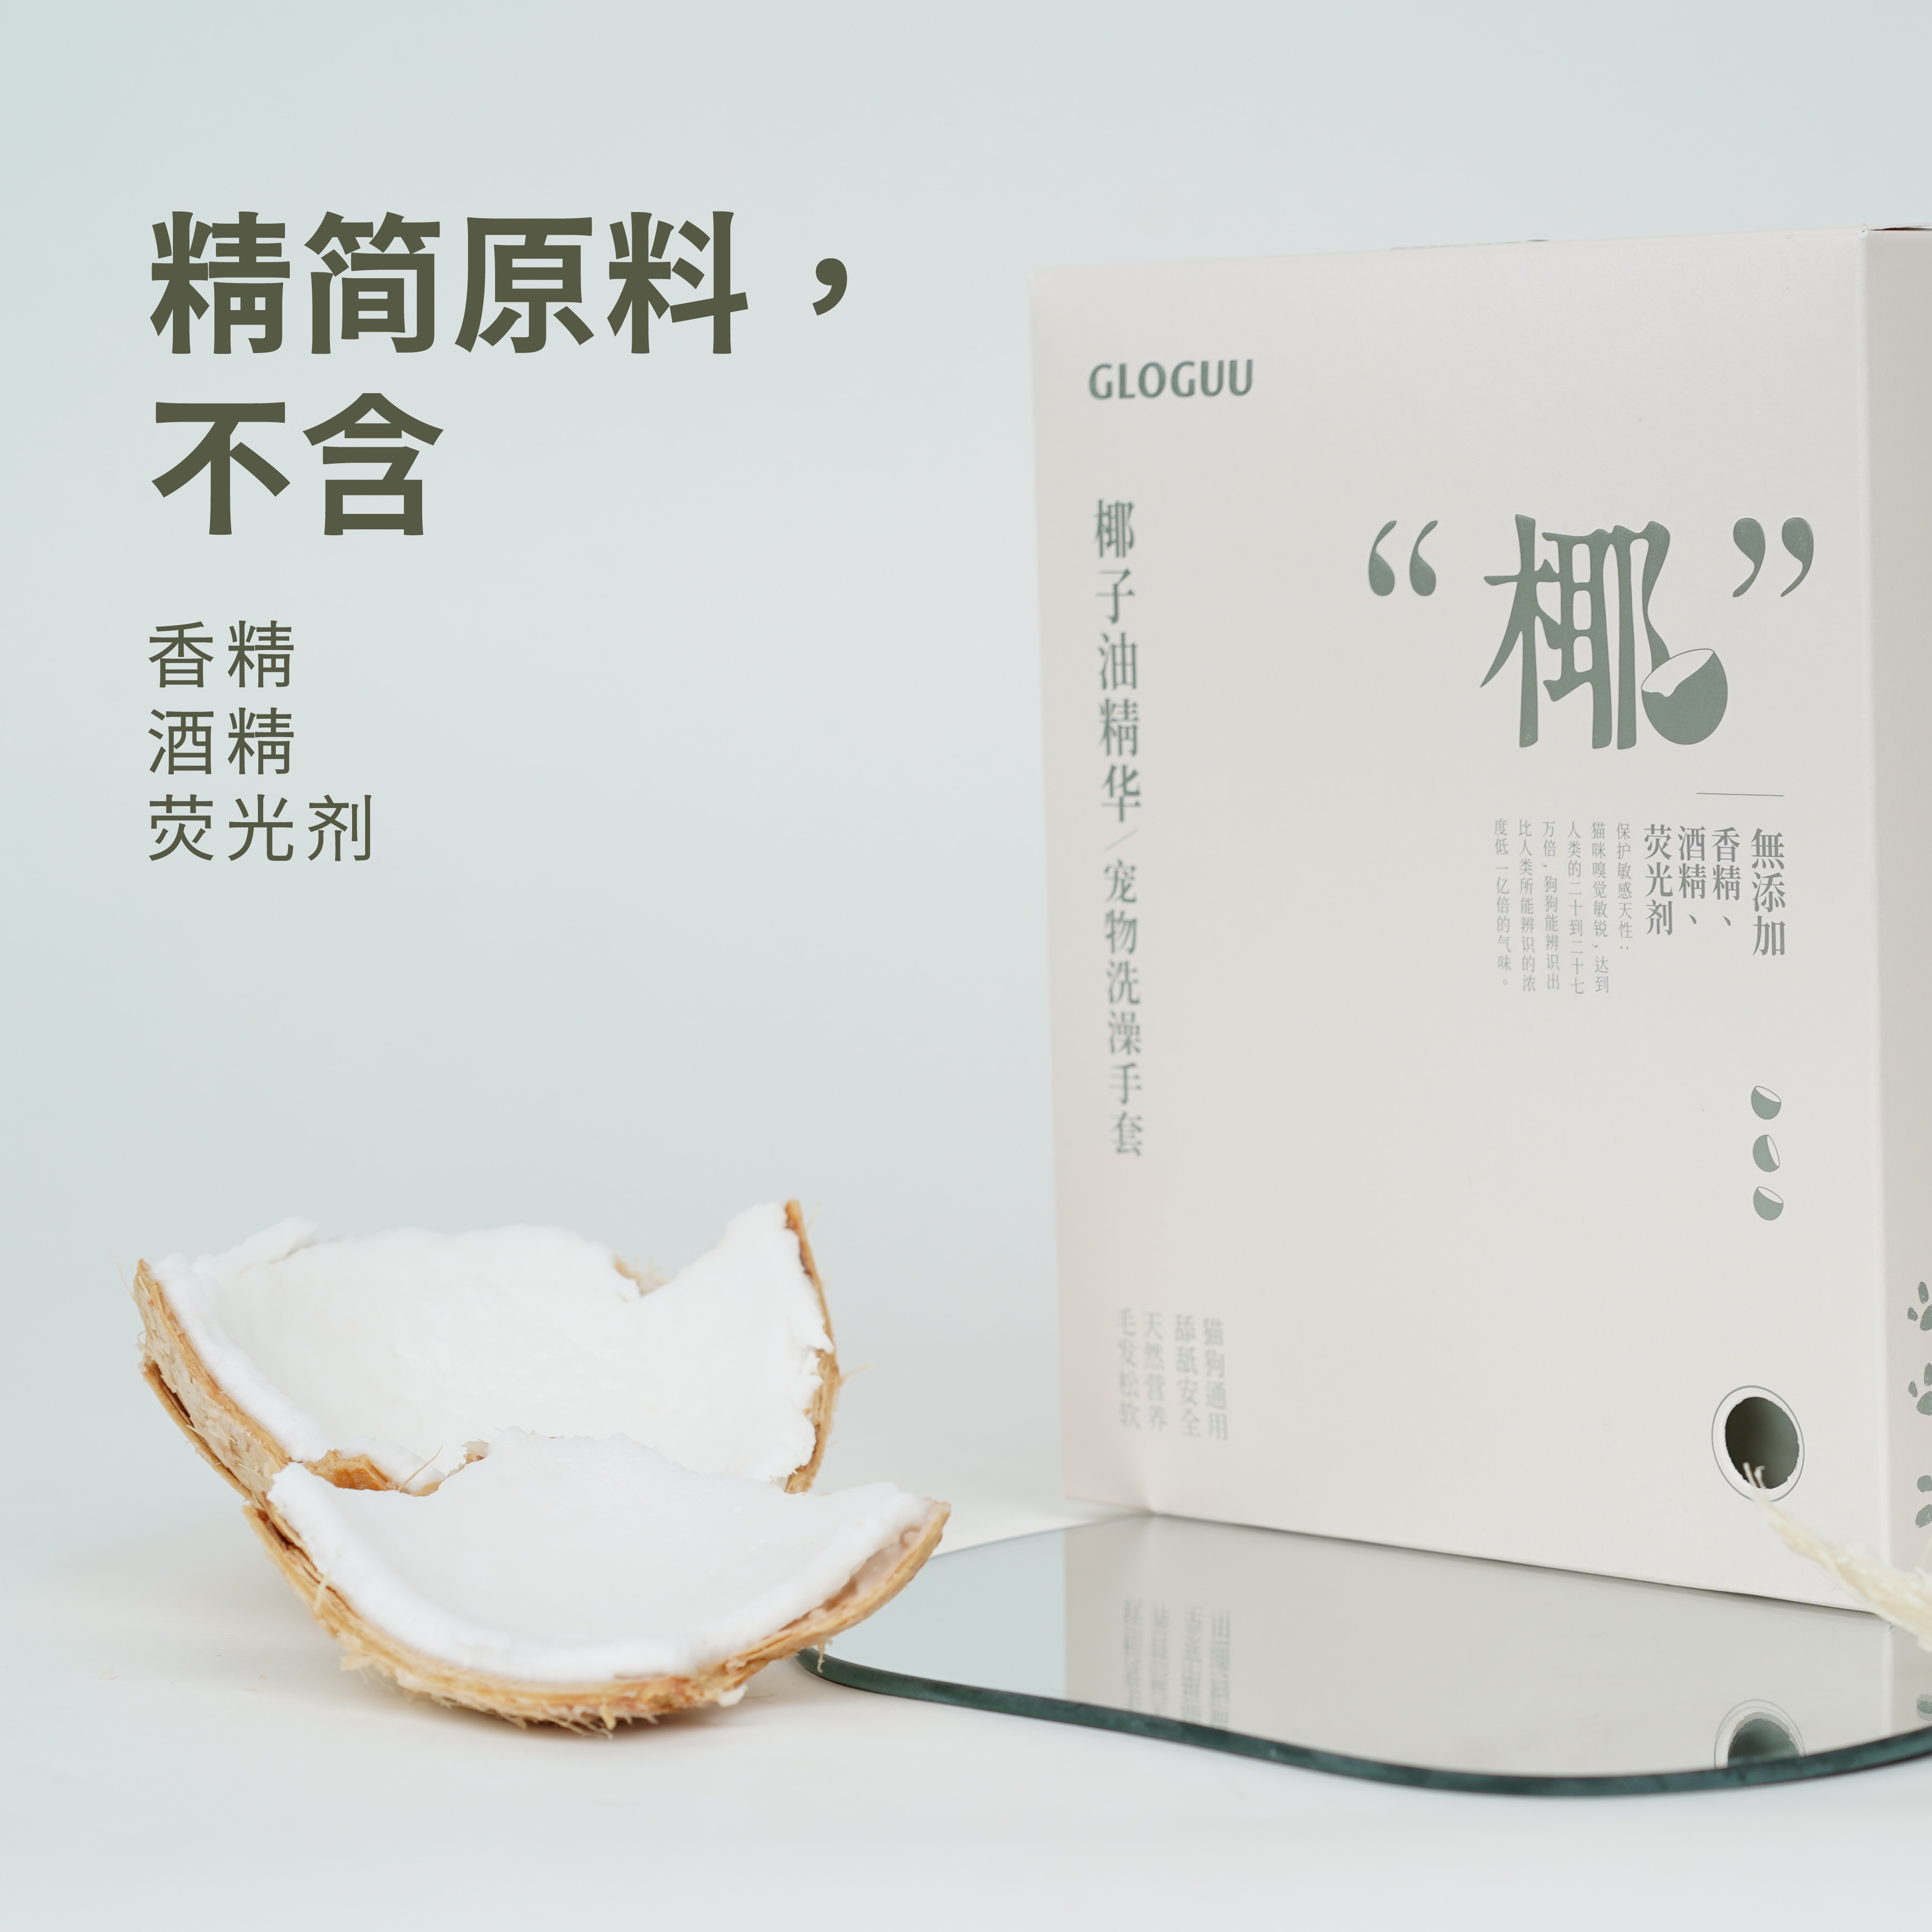 精简原料，
不含
香精
酒精
荧光剂
GLOGUU
椰子油精华/宠物洗澡手套
“椰”
無添加
香精、
酒精、
荧光剂
保护敏感天性：
猫咪嗅觉敏锐，达到
人类的二十到二十七
万倍，狗狗能辨识出
比人类所能辨识的浓
度低一亿倍的气味。
猫狗通用
舔舐安全
天然营养
毛发松软